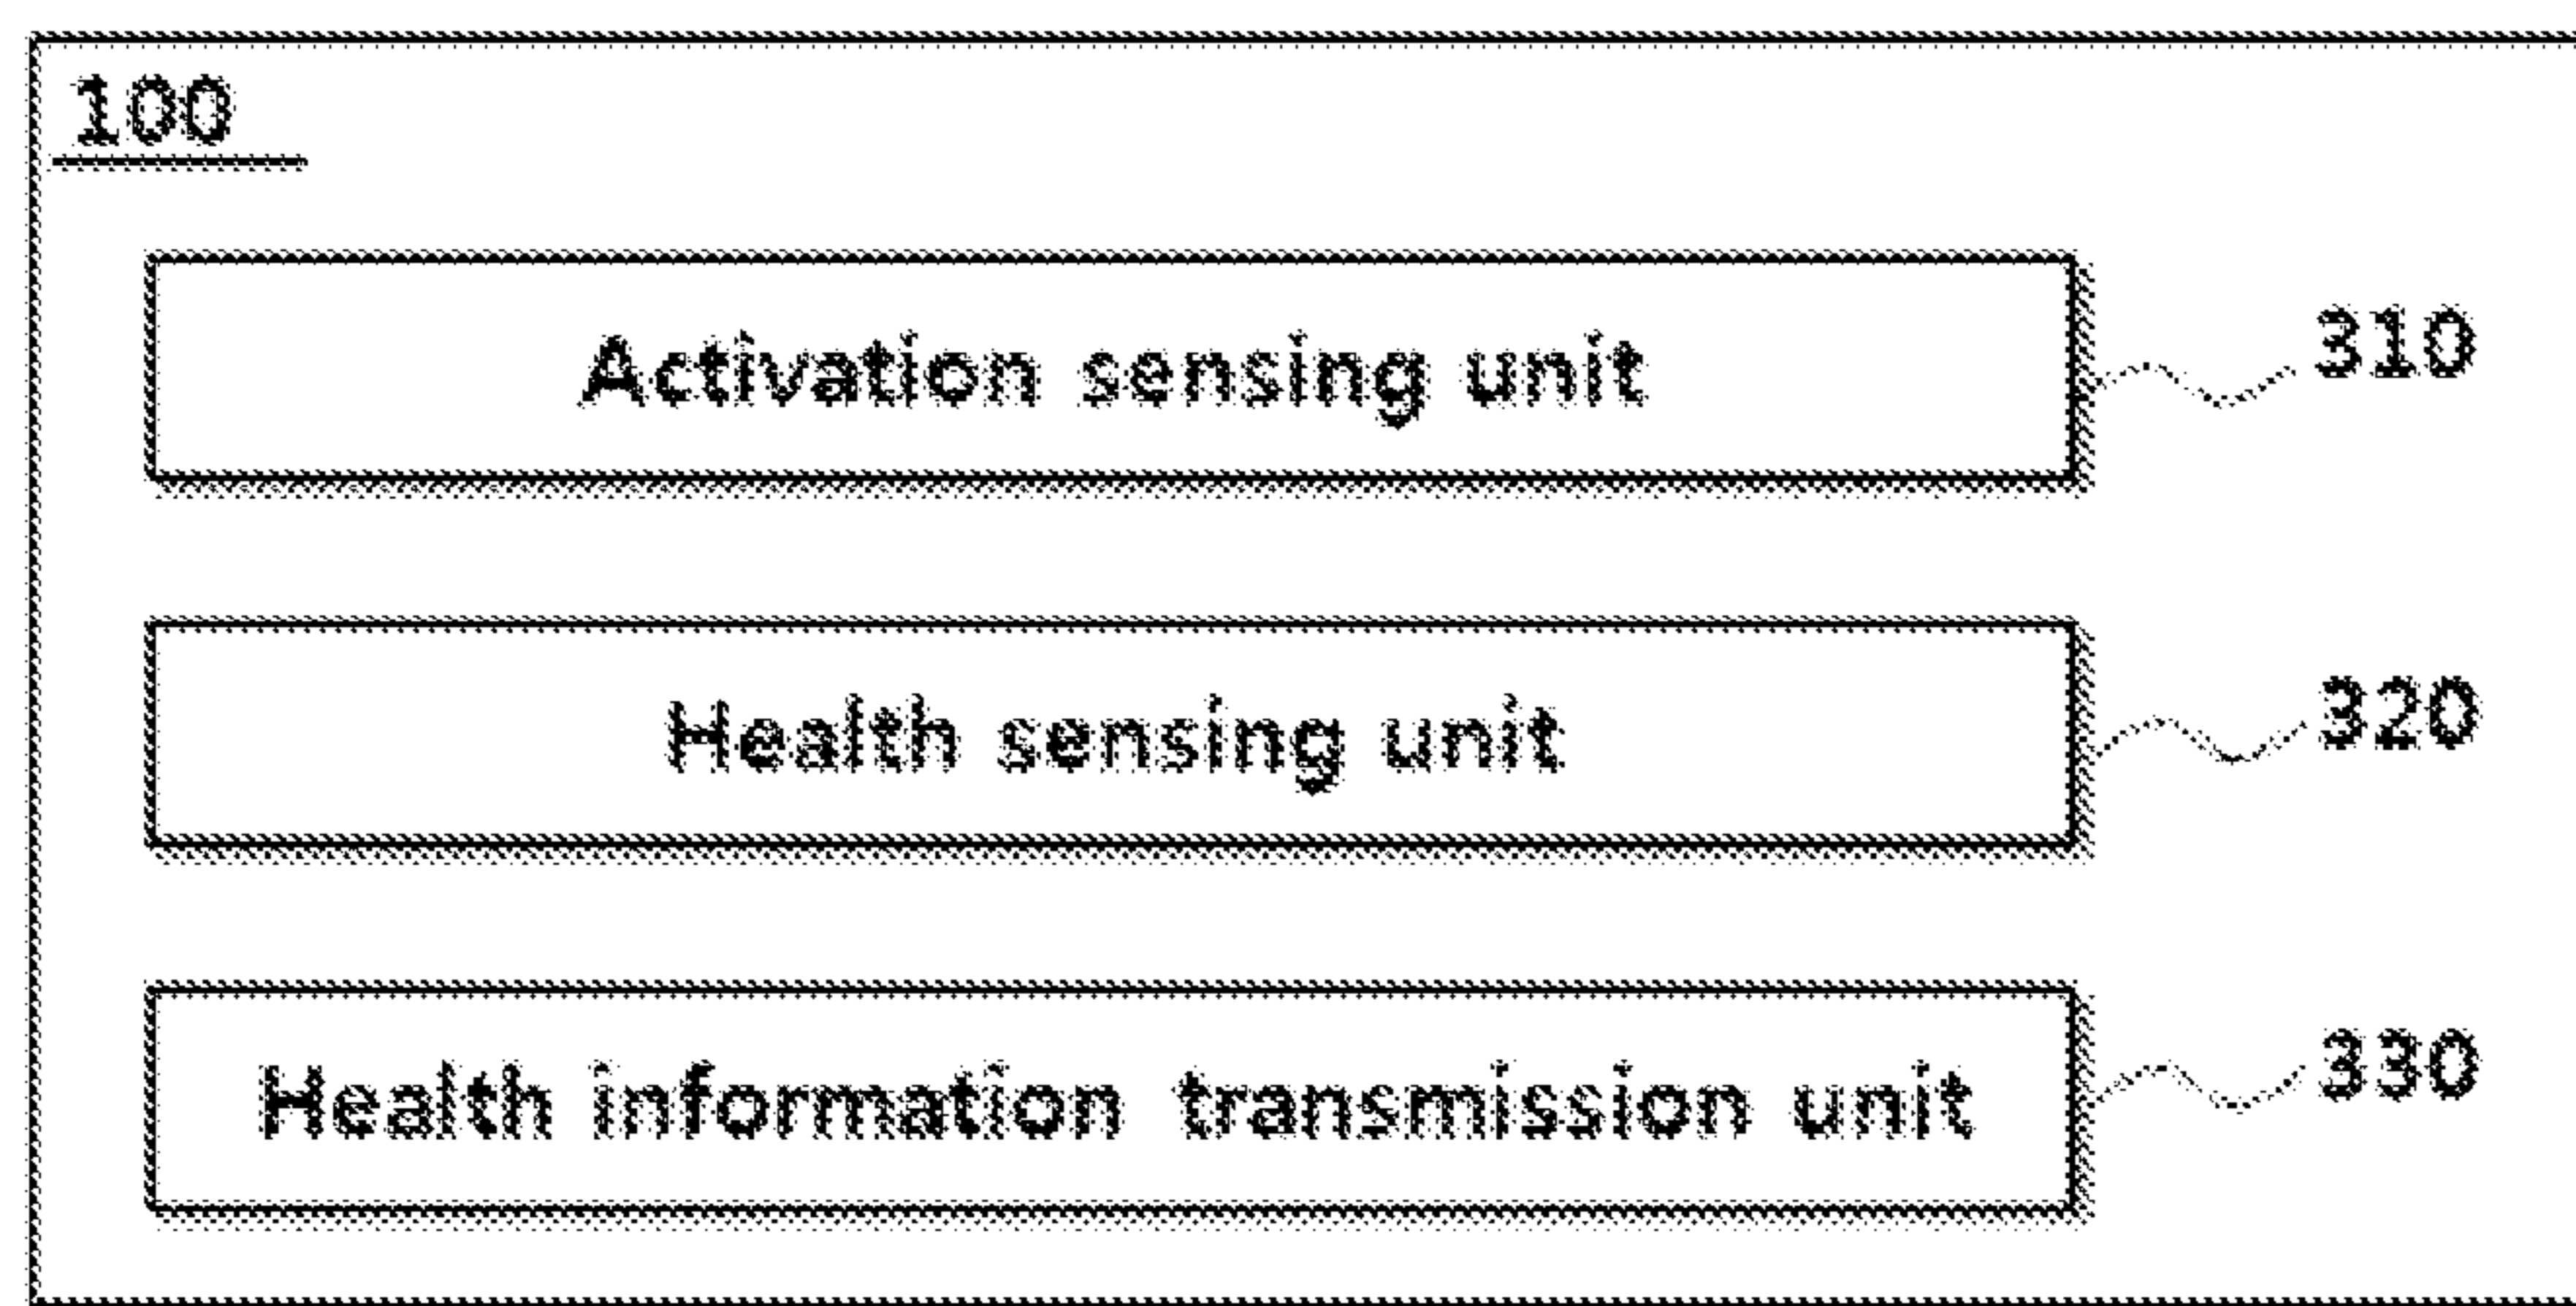 100
Activation sensing unit 310
Health sensing unit 320
Health information transmission unit 330